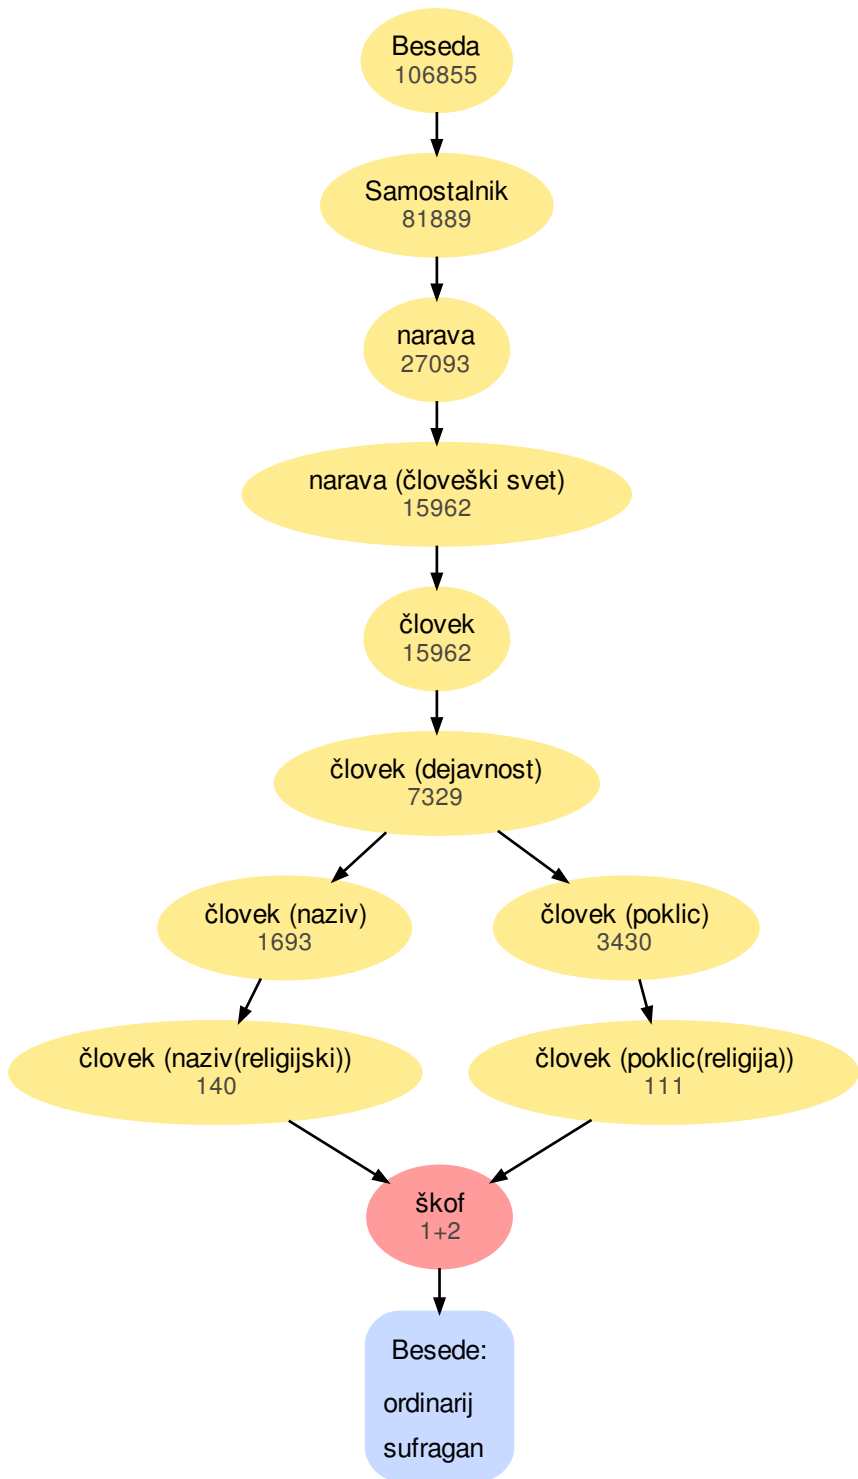 Beseda
106855
Samostalnik
81889
narava
27093
narava (človeški svet)
15962
človek
15962
človek (dejavnost)
7329
človek (naziv)
1693
človek (poklic)
3430
človek (naziv(religijski))
140
človek (poklic(religija))
111
škof
1+2
Besede:
ordinarij
sufragan